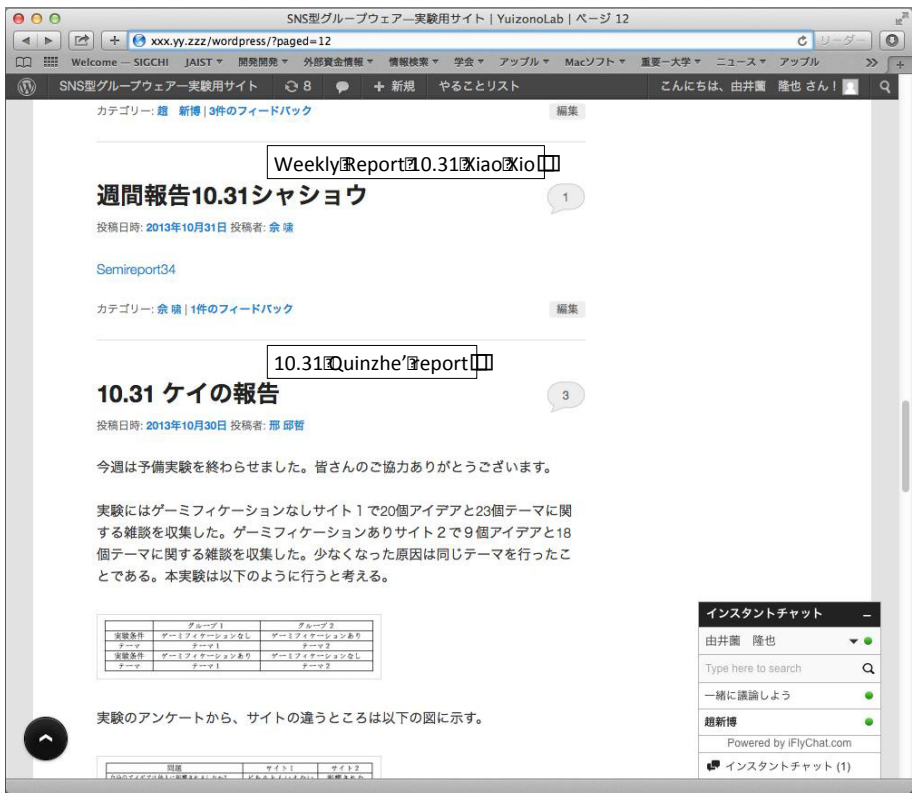 SNS型グループウェアー実験用サイト | YuizonoLab | ページ 12
xxx.yy.zzz/wordpress/?paged=12
リーダー
Welcome — SIGCHI JAIST 開発開発 外部資金情報 情報検索 学会 アップル Macソフト 重要一大学 ニュース アップル
SNS型グループウェアー実験用サイト 8 + 新規 やることリスト こんにちは、由井薗 隆也 さん！
カテゴリー: 趙 新博 | 3件のフィードバック 編集
Weekly Report 10.31 Xiao Xio
週間報告10.31シャショウ 1
投稿日時: 2013年10月31日 投稿者: 佘 啸
Semireport34
カテゴリー: 佘 啸 | 1件のフィードバック 編集
10.31 Quinzhe' report
10.31 ケイの報告 3
投稿日時: 2013年10月30日 投稿者: 邢 邱哲
今週は予備実験を終わらせました。皆さんのご協力ありがとうございます。
実験にはゲーミフィケーションなしサイト１で20個アイデアと23個テーマに関
する雑談を収集した。ゲーミフィケーションありサイト２で９個アイデアと18
個テーマに関する雑談を収集した。少なくなった原因は同じテーマを行ったこ
とである。本実験は以下のように行うと考える。
グループ1 グループ2
実験条件 ゲーミフィケーションなし ゲーミフィケーションあり
テーマ テーマ1 テーマ2
実験条件 ゲーミフィケーションあり ゲーミフィケーションなし
テーマ テーマ1 テーマ2
実験のアンケートから、サイトの違うところは以下の図に示す。
問題 サイト1 サイト2
インスタントチャット
由井薗 隆也
Type here to search
一緒に議論しよう
趙新博
Powered by iFlyChat.com
インスタントチャット (1)